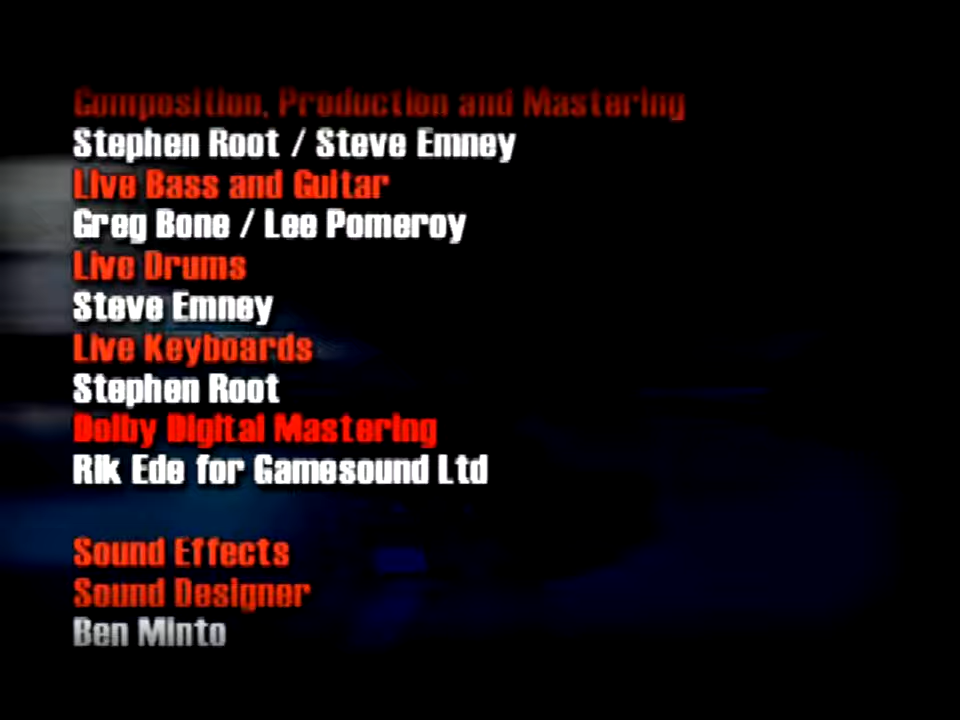 Composition, Production and Mastering
Stephen Root / Steve Emney
Live Bass and Guitar
Greg Bone / Lee Pomeroy
Live Drums
Steve Emney
Live Keyboards
Stephen Root
Dolby Digital Mastering
Rik Ede for Gamesound Ltd
Sound Effects
Sound Designer
Ben Minto